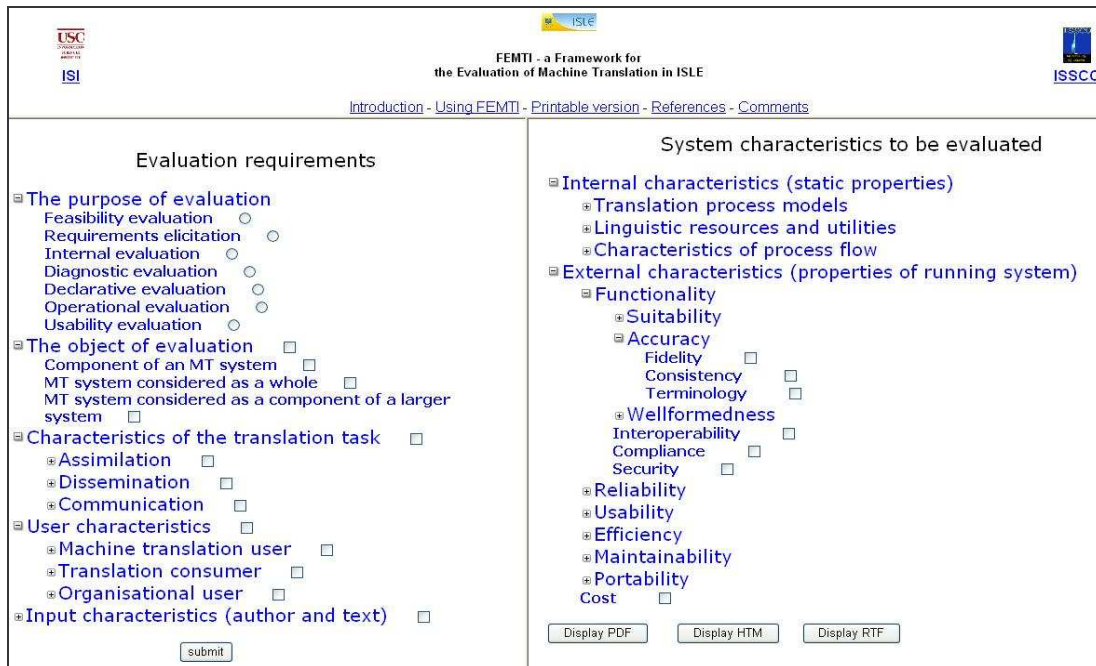 ISLE
USC
ISI
FEMTI - a Framework for
the Evaluation of Machine Translation in ISLE
ISSCO
Introduction - Using FEMTI - Printable version - References - Comments
Evaluation requirements
The purpose of evaluation
Feasibility evaluation
Requirements elicitation
Internal evaluation
Diagnostic evaluation
Declarative evaluation
Operational evaluation
Usability evaluation
The object of evaluation
Component of an MT system
MT system considered as a whole
MT system considered as a component of a larger
system
Characteristics of the translation task
Assimilation
Dissemination
Communication
User characteristics
Machine translation user
Translation consumer
Organisational user
Input characteristics (author and text)
submit
System characteristics to be evaluated
Internal characteristics (static properties)
Translation process models
Linguistic resources and utilities
Characteristics of process flow
External characteristics (properties of running system)
Functionality
Suitability
Accuracy
Fidelity
Consistency
Terminology
Wellformedness
Interoperability
Compliance
Security
Reliability
Usability
Efficiency
Maintainability
Portability
Cost
Display PDF Display HTM Display RTF